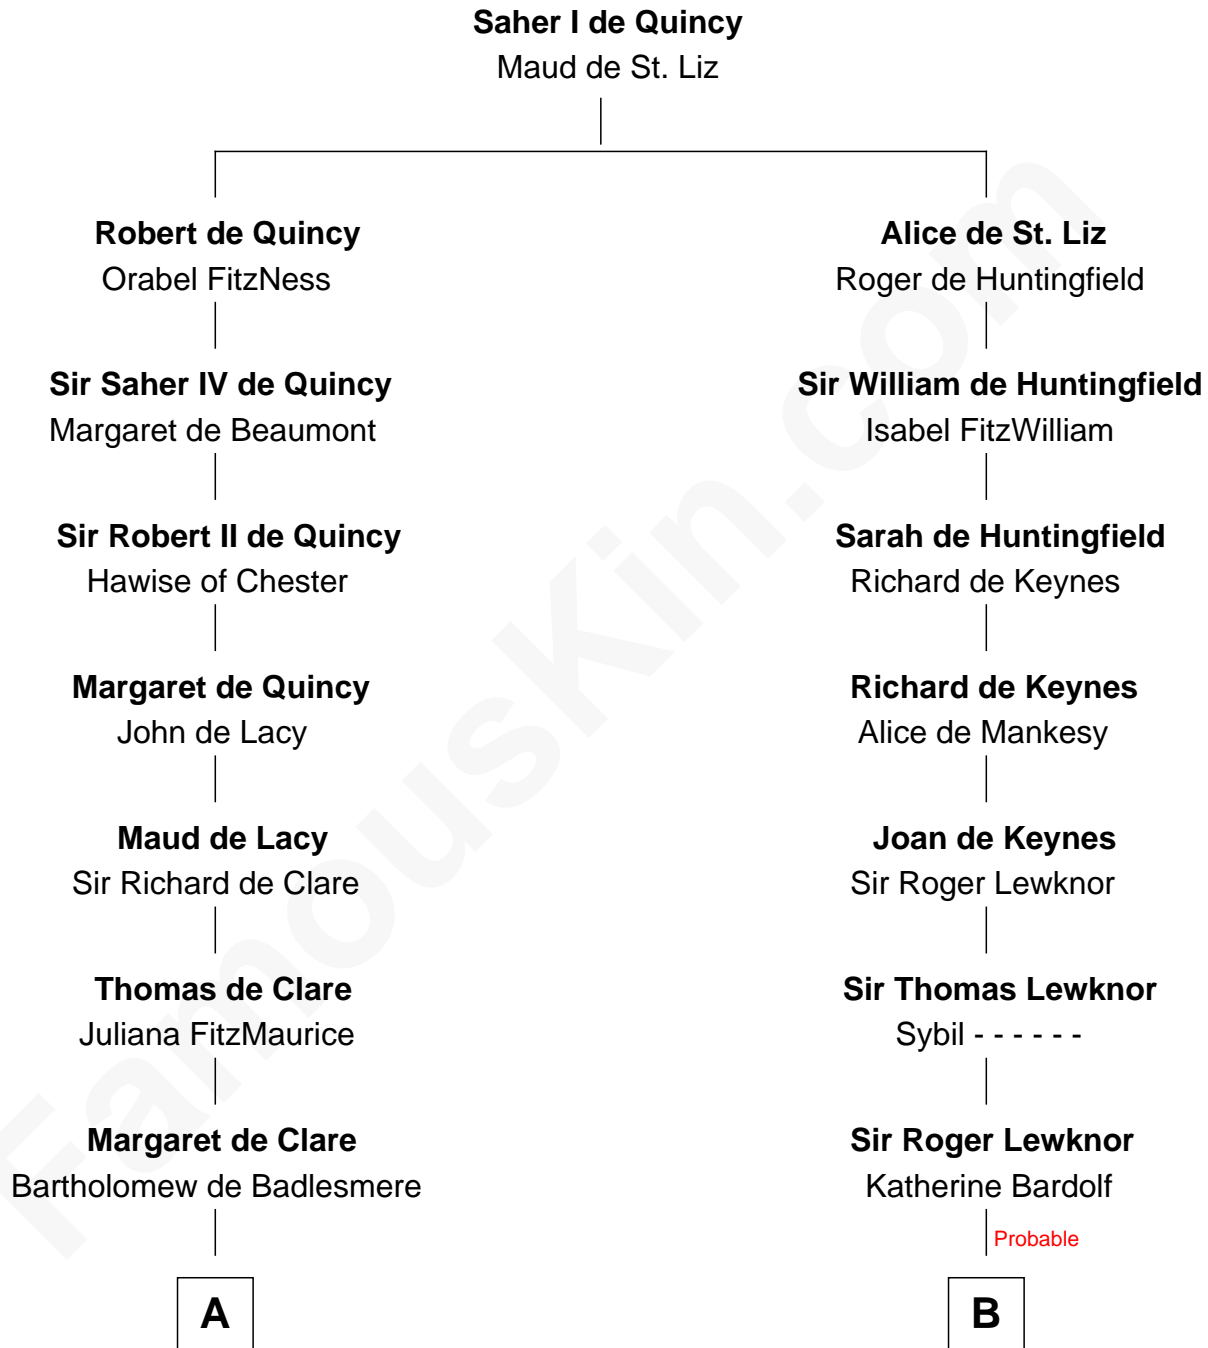 Saher I de Quincy
Maud de St. Liz
Robert de Quincy
Orabel FitzNess
Alice de St. Liz
Roger de Huntingfield
Sir Saher IV de Quincy
Margaret de Beaumont
Sir William de Huntingfield
Isabel FitzWilliam
Sir Robert II de Quincy
Hawise of Chester
Sarah de Huntingfield
Richard de Keynes
Margaret de Quincy
John de Lacy
Richard de Keynes
Alice de Mankesy
Maud de Lacy
Sir Richard de Clare
Joan de Keynes
Sir Roger Lewknor
Thomas de Clare
Juliana FitzMaurice
Sir Thomas Lewknor
Sybil - - - - - -
Margaret de Clare
Bartholomew de Badlesmere
Sir Roger Lewknor
Katherine Bardolf
Probable
A
B
FamousKin.com